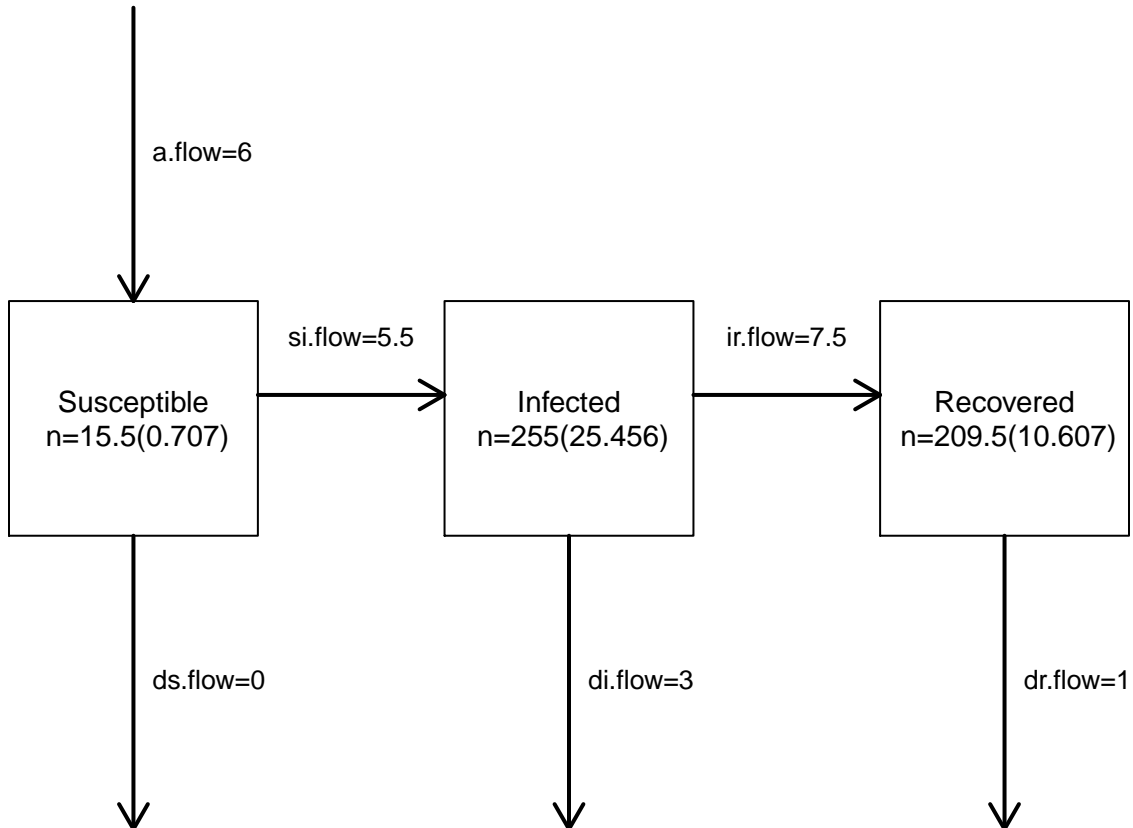 a.flow=6
si.flow=5.5
ir.flow=7.5
Susceptible
n=15.5(0.707)
Infected
n=255(25.456)
Recovered
n=209.5(10.607)
ds.flow=0
di.flow=3
dr.flow=1